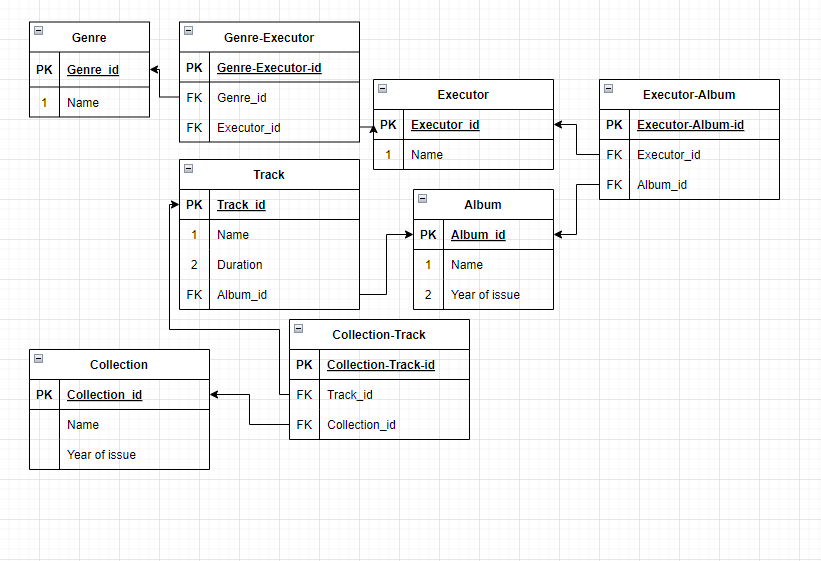 Genre
PK Genre_id
1 Name
Genre-Executor
PK Genre-Executor-id
FK Genre_id
FK Executor_id
Executor
PK Executor_id
1 Name
Executor-Album
PK Executor-Album-id
FK Executor_id
FK Album_id
Track
PK Track_id
1 Name
2 Duration
FK Album_id
Album
PK Album_id
1 Name
2 Year of issue
Collection-Track
PK Collection-Track-id
FK Track_id
FK Collection_id
Collection
PK Collection_id
Name
Year of issue